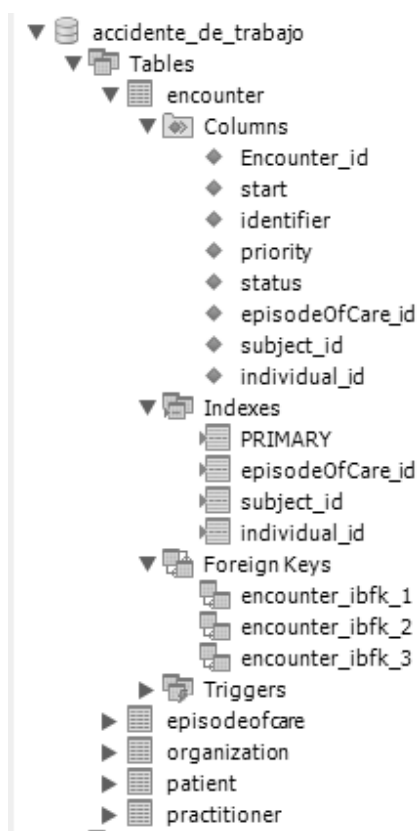 accidente_de_trabajo
Tables
encounter
Columns
Encounter_id
start
identifier
priority
status
episodeOfCare_id
subject_id
individual_id
Indexes
PRIMARY
episodeOfCare_id
subject_id
individual_id
Foreign Keys
encounter_ibfk_1
encounter_ibfk_2
encounter_ibfk_3
Triggers
episodeofcare
organization
patient
practitioner